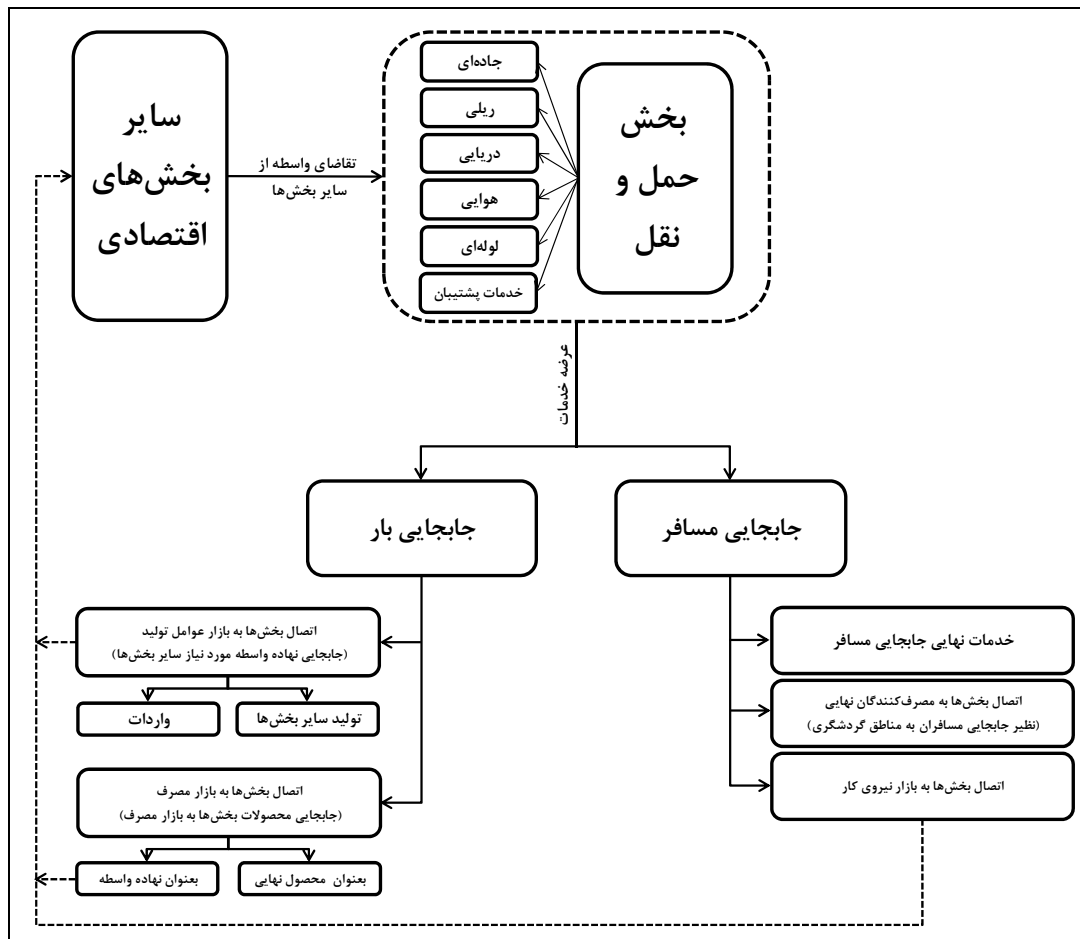 سایر
بخش‌های
اقتصادی
تقاضای واسطه از
سایر بخش‌ها
بخش
حمل و
نقل
جاده‌ای
ریلی
دریایی
هوایی
لوله‌ای
خدمات پشتیبان
عرضه خدمات
جابجایی مسافر
جابجایی بار
خدمات نهایی جابجایی مسافر
اتصال بخش‌ها به مصرف‌کنندگان نهایی
(نظیر جابجایی مسافران به مناطق گردشگری)
اتصال بخش‌ها به بازار نیروی کار
اتصال بخش‌ها به بازار عوامل تولید
(جابجایی نهاده واسطه مورد نیاز سایر بخش‌ها)
تولید سایر بخش‌ها
واردات
اتصال بخش‌ها به بازار مصرف
(جابجایی محصولات بخش‌ها به بازار مصرف)
بعنوان محصول نهایی
بعنوان نهاده واسطه